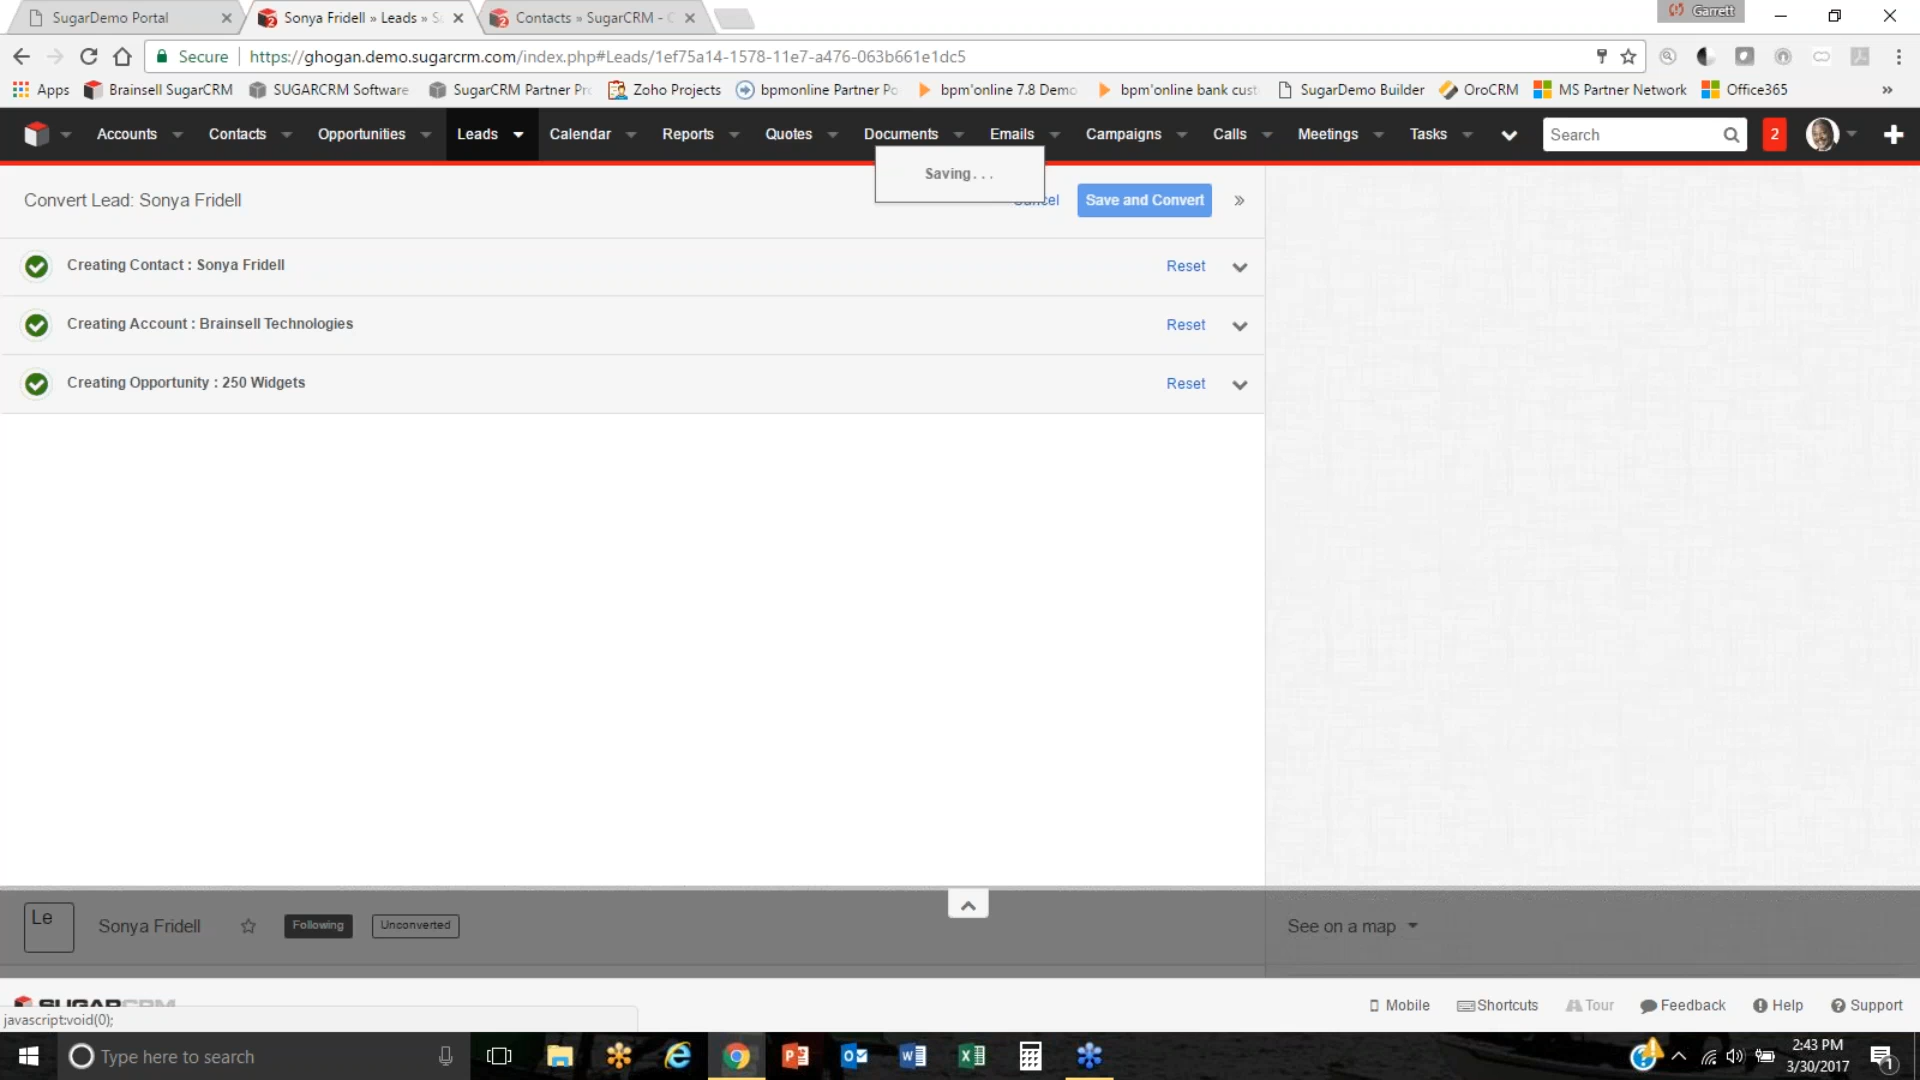 SugarDemo Portal
Sonya Fridell » Leads » S
Contacts » SugarCRM - C
Garrett
Secure
https://ghogan.demo.sugarcrm.com/index.php#Leads/1ef75a14-1578-11e7-a476-063b661e1dc5
Apps
Brainsell SugarCRM
SUGARCRM Software
SugarCRM Partner Pr
Zoho Projects
bpmonline Partner Po
bpm'online 7.8 Demo
bpm'online bank cust
SugarDemo Builder
OroCRM
MS Partner Network
Office365
»
Accounts
Contacts
Opportunities
Leads
Calendar
Reports
Quotes
Documents
Emails
Campaigns
Calls
Meetings
Tasks
Search
2
Saving...
Convert Lead: Sonya Fridell
Save and Convert
»
Creating Contact : Sonya Fridell
Reset
Creating Account : Brainsell Technologies
Reset
Creating Opportunity : 250 Widgets
Reset
Le
Sonya Fridell
Following
Unconverted
See on a map
SUGARCRM
Mobile
Shortcuts
Tour
Feedback
Help
Support
javascript:void(0);
Type here to search
2:43 PM
3/30/2017
1